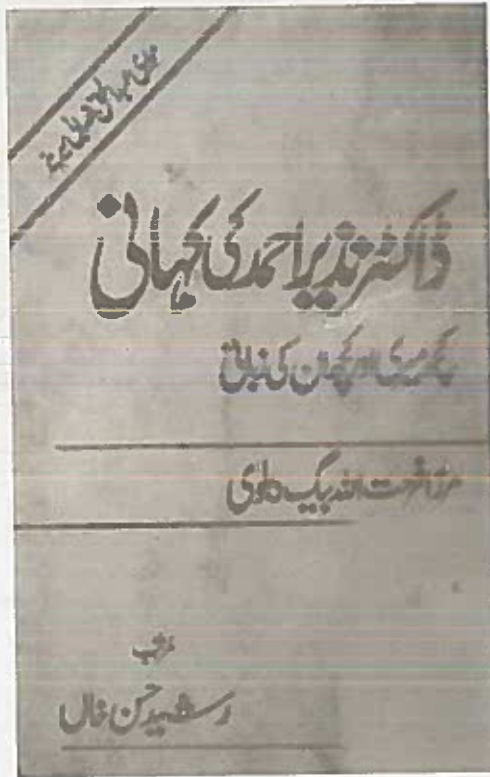 ڈاکٹر نذیر احمد کی کہانی
کچھ میری اور کچھ ان کی زبانی
مرزا فرحت اللہ بیگ دہلوی
مرتب
رشید حسن خاں